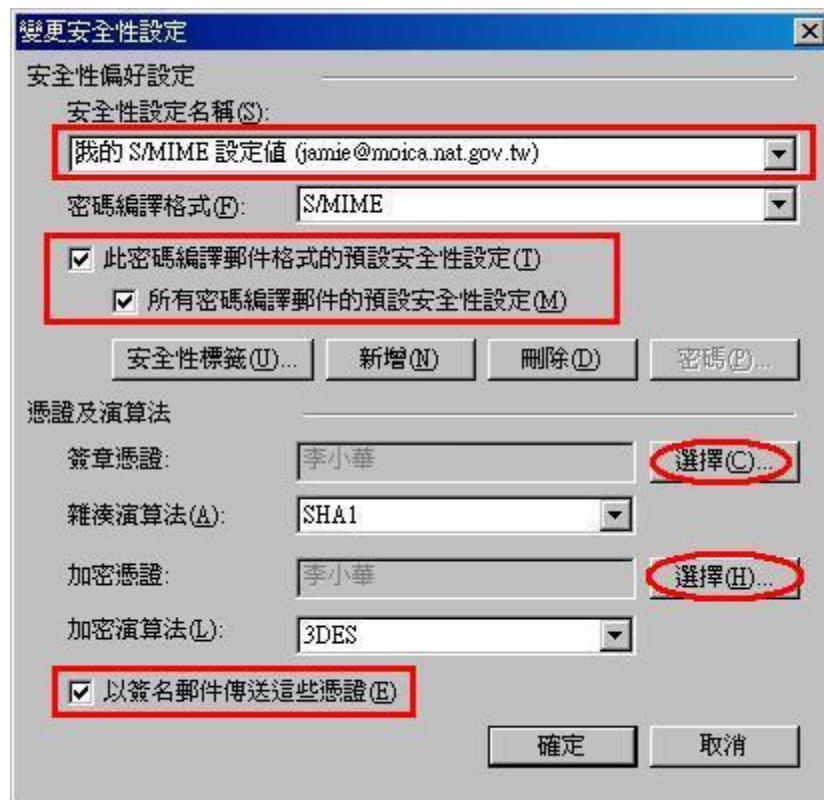 變更安全性設定
安全性偏好設定
安全性設定名稱(S):
我的 S/MIME 設定值 (jamie@moica.nat.gov.tw)
密碼編譯格式(F): S/MIME
此密碼編譯郵件格式的預設安全性設定(T)
所有密碼編譯郵件的預設安全性設定(M)
安全性標籤(U)... 新增(N) 刪除(D) 密碼(P)...
憑證及演算法
簽章憑證: 李小華 選擇(C)...
雜湊演算法(A): SHA1
加密憑證: 李小華 選擇(H)...
加密演算法(L): 3DES
以簽名郵件傳送這些憑證(E)
確定 取消